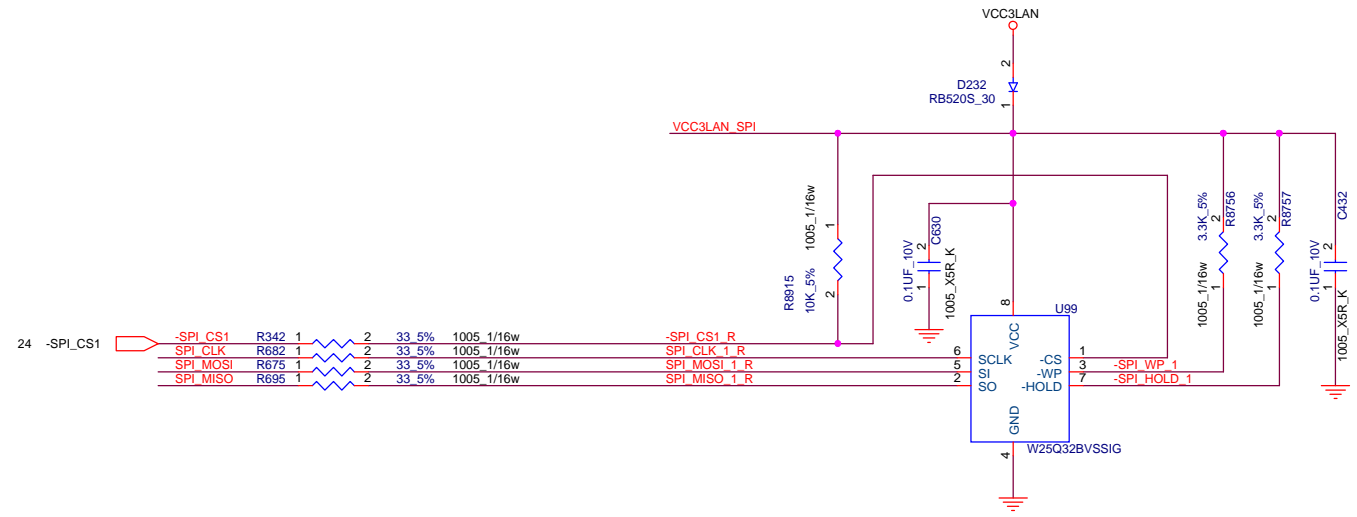 VCC3LAN
2
D232
RB520S_30
1
VCC3LAN_SPI
1005_1/16w
1
R8915
10K_5%
2
C630
2
0.1UF_10V
1
1005_X5R_K
3.3K_5%
2
R8756
1005_1/16w
1
3.3K_5%
2
R8757
1005_1/16w
1
C432
2
0.1UF_10V
1
1005_X5R_K
8
U99
VCC
24 -SPI_CS1
-SPI_CS1 R342 1 2 33_5% 1005_1/16w -SPI_CS1_R
SPI_CLK R682 1 2 33_5% 1005_1/16w SPI_CLK_1_R
SPI_MOSI R675 1 2 33_5% 1005_1/16w SPI_MOSI_1_R
SPI_MISO R695 1 2 33_5% 1005_1/16w SPI_MISO_1_R
6 SCLK -CS 1
5 SI -WP 3 -SPI_WP_1
2 SO -HOLD 7 -SPI_HOLD_1
GND
4
W25Q32BVSSIG